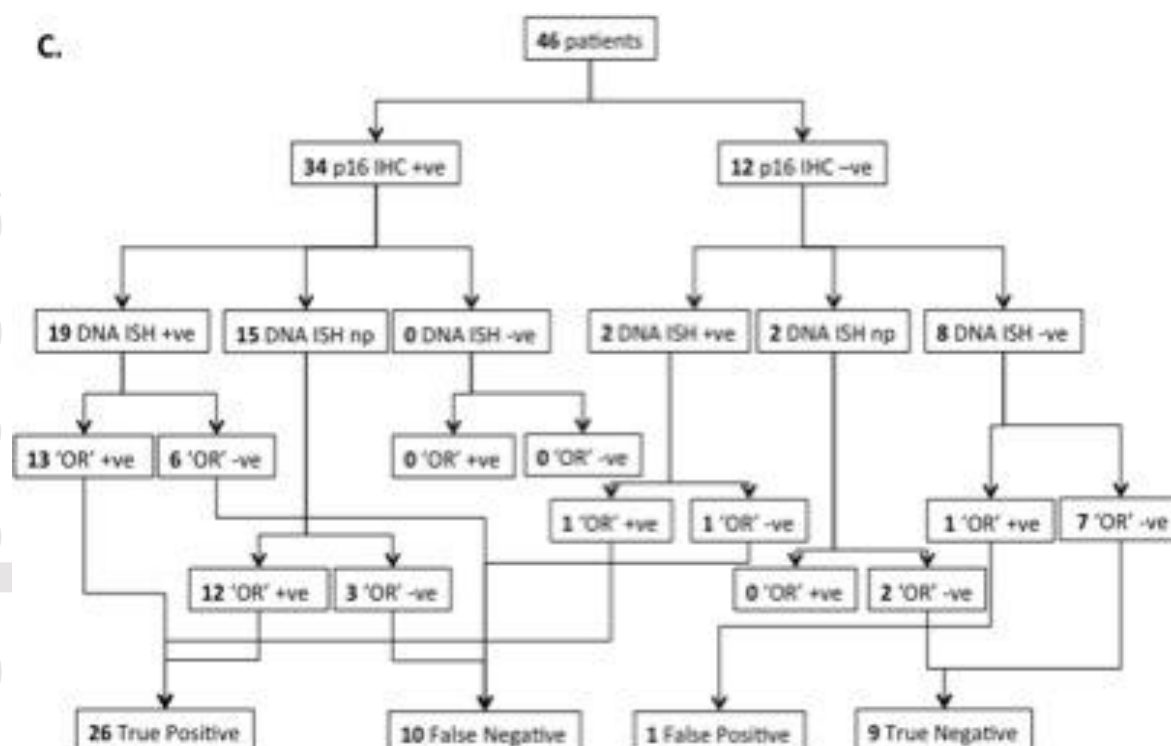 C.
46 patients
34 p16 IHC +ve
12 p16 IHC –ve
19 DNA ISH +ve
15 DNA ISH np
0 DNA ISH -ve
2 DNA ISH +ve
2 DNA ISH np
8 DNA ISH –ve
13 'OR' +ve
6 'OR' -ve
0 'OR' +ve
0 'OR' -ve
1 'OR' +ve
1 'OR' -ve
1 'OR' +ve
7 'OR' -ve
12 'OR' +ve
3 'OR' -ve
0 'OR' +ve
2 'OR' -ve
26 True Positive
10 False Negative
1 False Positive
9 True Negative